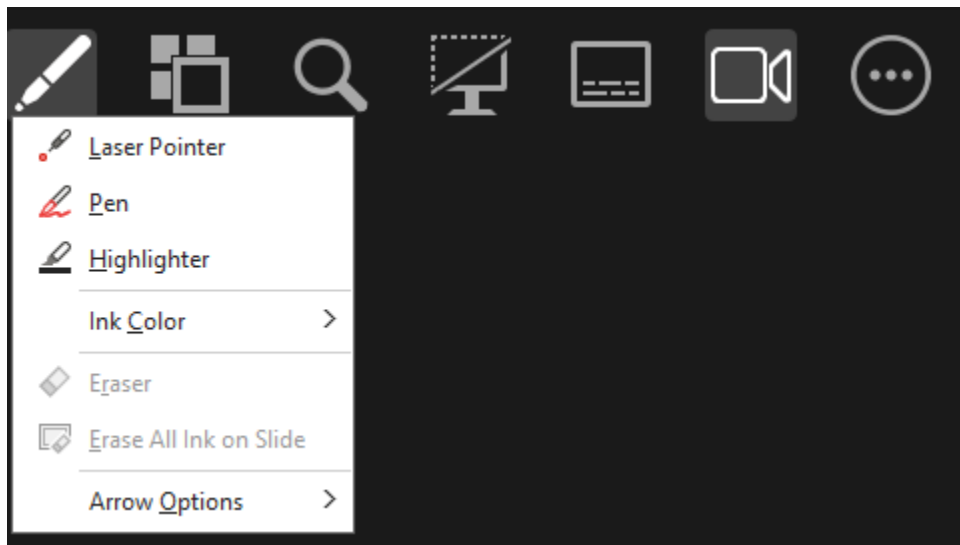 Laser Pointer
Pen
Highlighter
Ink Color
Eraser
Erase All Ink on Slide
Arrow Options